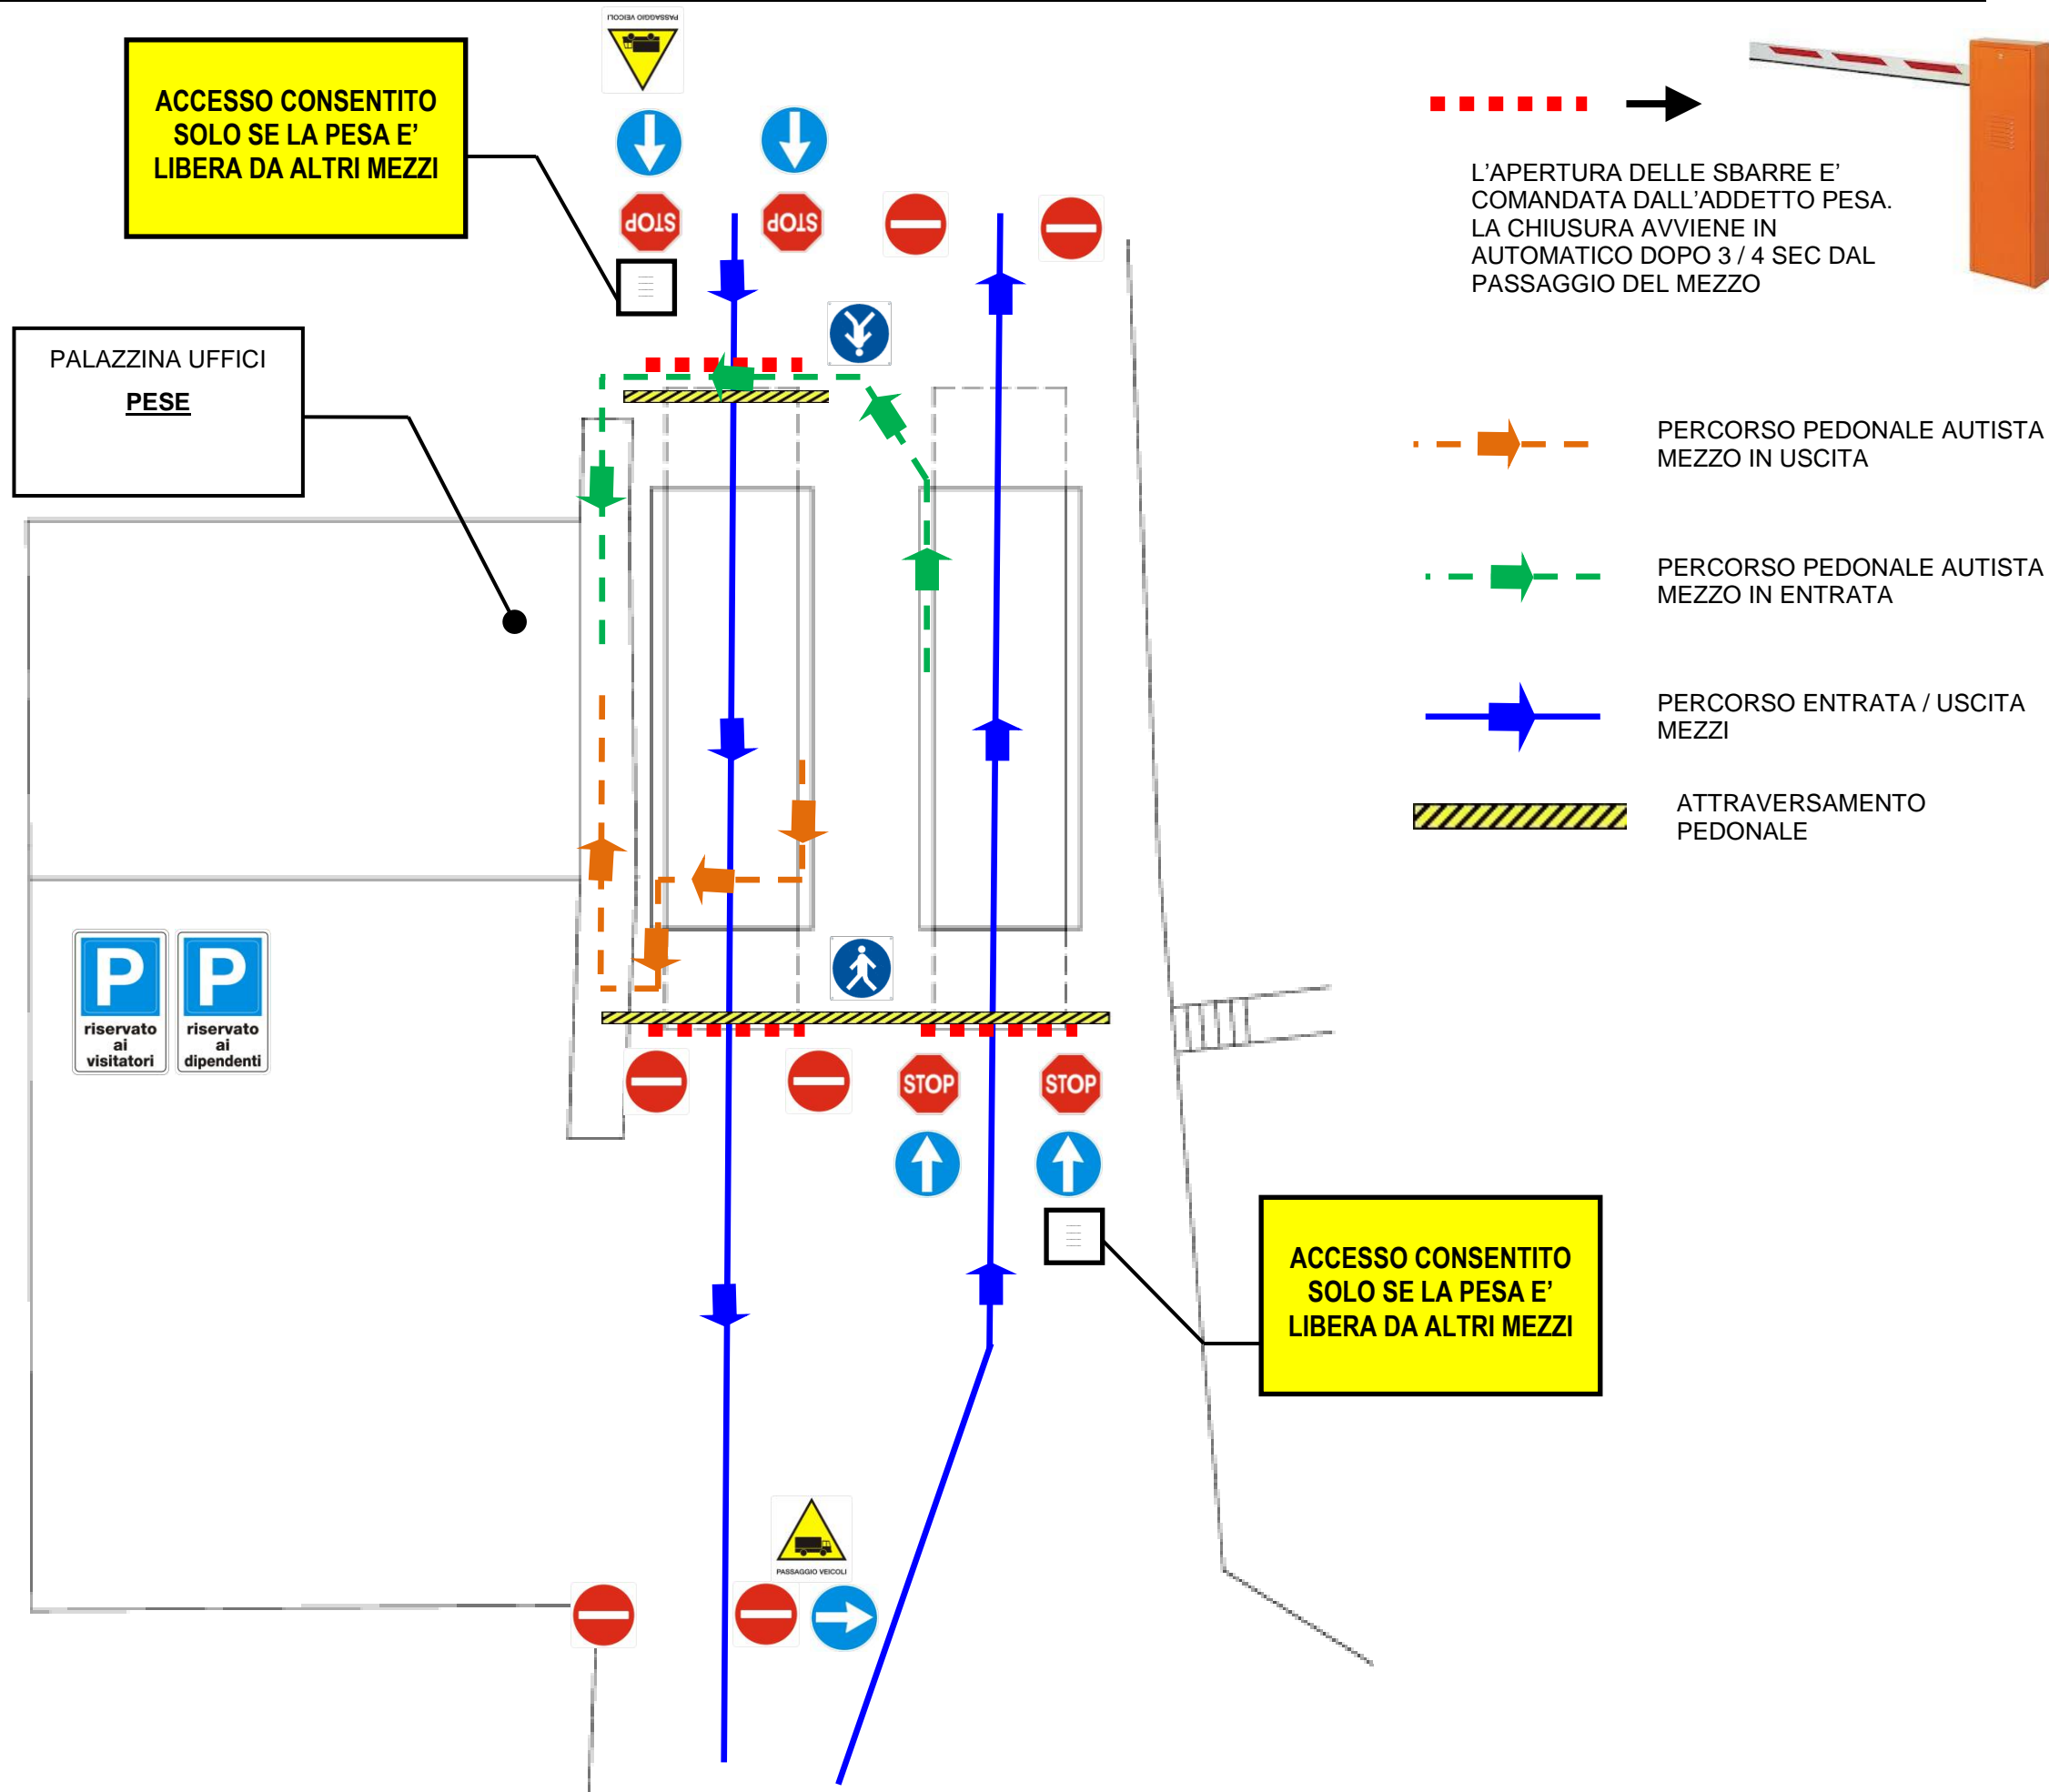 PASSAGGIO VEICOLI
ACCESSO CONSENTITO
SOLO SE LA PESA E'
LIBERA DA ALTRI MEZZI
STOP
STOP
L'APERTURA DELLE SBARRE E'
COMANDATA DALL'ADDETTO PESA.
LA CHIUSURA AVVIENE IN
AUTOMATICO DOPO 3 / 4 SEC DAL
PASSAGGIO DEL MEZZO
PALAZZINA UFFICI
PESE
PERCORSO PEDONALE AUTISTA
MEZZO IN USCITA
PERCORSO PEDONALE AUTISTA
MEZZO IN ENTRATA
PERCORSO ENTRATA / USCITA
MEZZI
ATTRAVERSAMENTO
PEDONALE
P
riservato
ai
visitatori
P
riservato
ai
dipendenti
STOP
STOP
ACCESSO CONSENTITO
SOLO SE LA PESA E'
LIBERA DA ALTRI MEZZI
PASSAGGIO VEICOLI